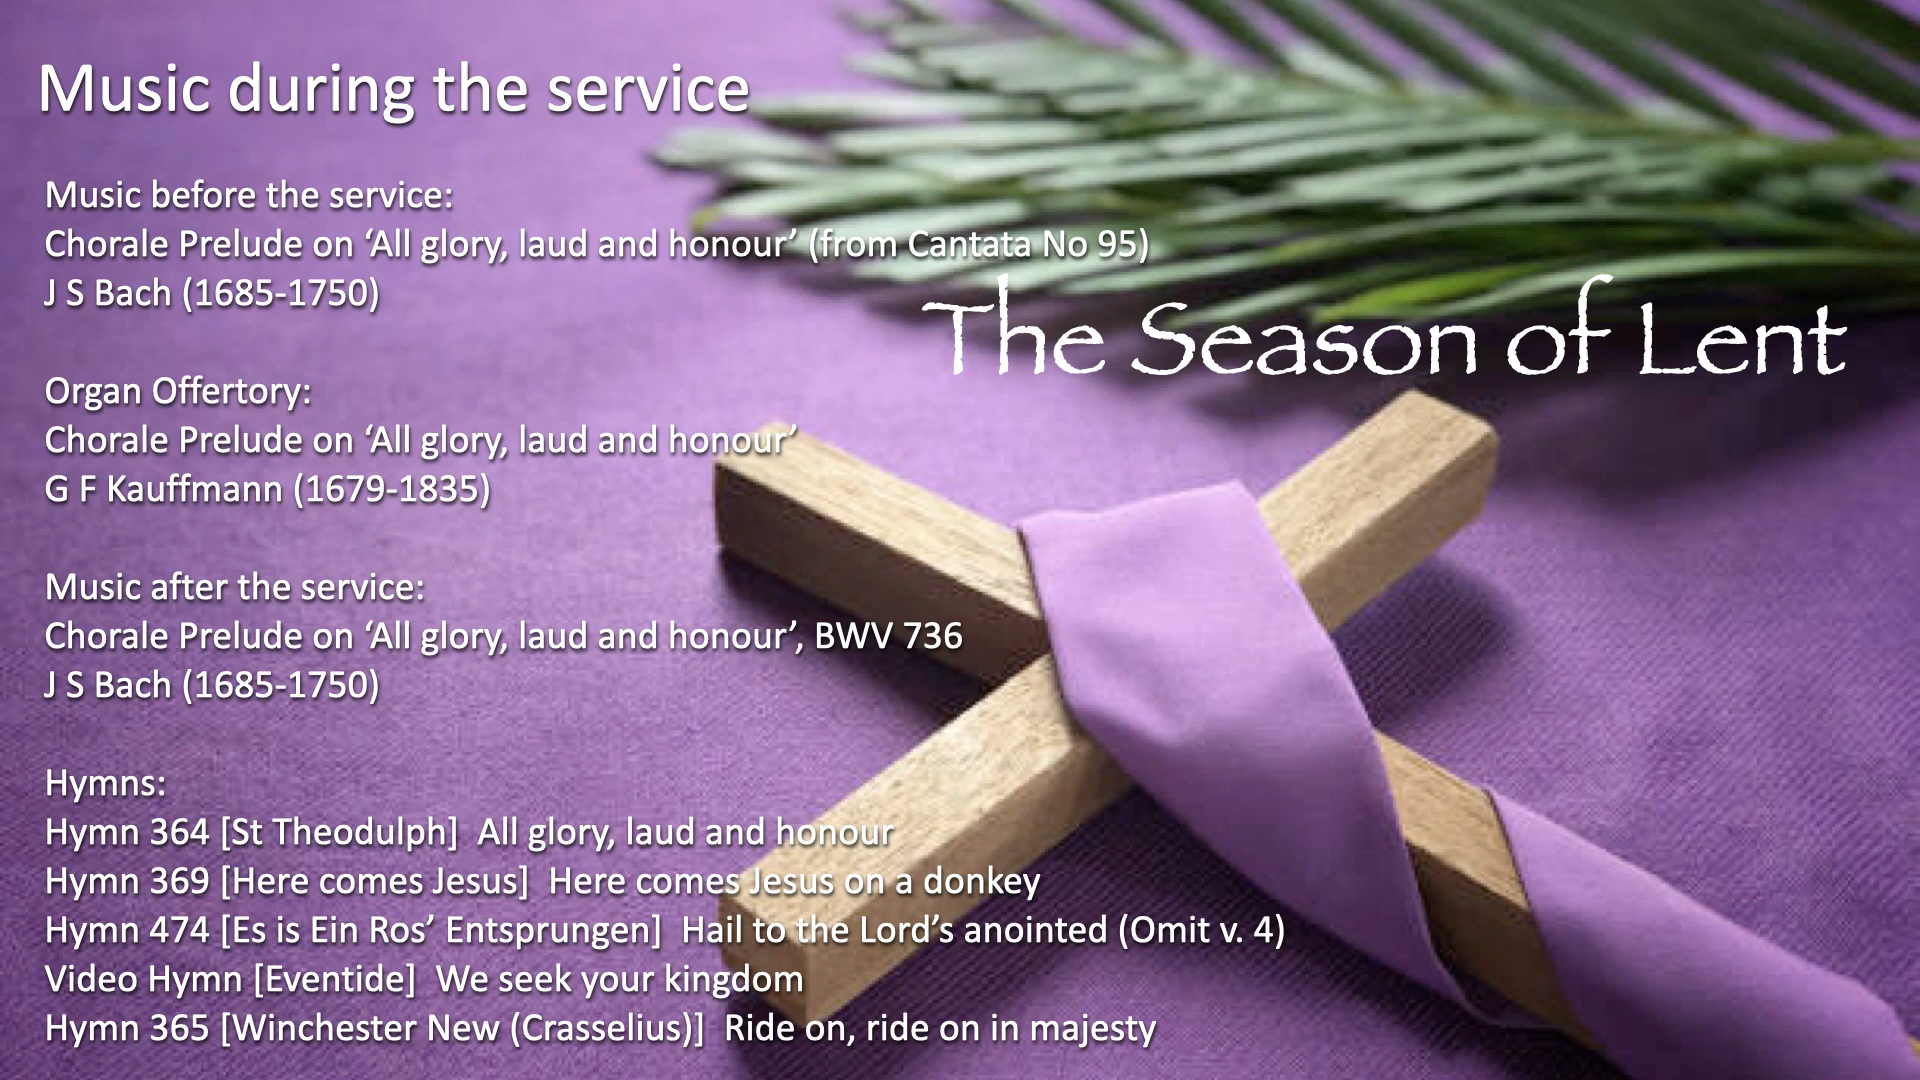 Music during the service
Music before the service:
Chorale Prelude on ‘All glory, laud and honour’ (from Cantata No 95)
J S Bach (1685-1750)
The Season of Lent
Organ Offertory:
Chorale Prelude on ‘All glory, laud and honour’
G F Kauffmann (1679-1835)
Music after the service:
Chorale Prelude on ‘All glory, laud and honour’, BWV 736
J S Bach (1685-1750)
Hymns:
Hymn 364 [St Theodulph]  All glory, laud and honour
Hymn 369 [Here comes Jesus]  Here comes Jesus on a donkey
Hymn 474 [Es is Ein Ros’ Entsprungen]  Hail to the Lord’s anointed (Omit v. 4)
Video Hymn [Eventide]  We seek your kingdom
Hymn 365 [Winchester New (Crasselius)]  Ride on, ride on in majesty